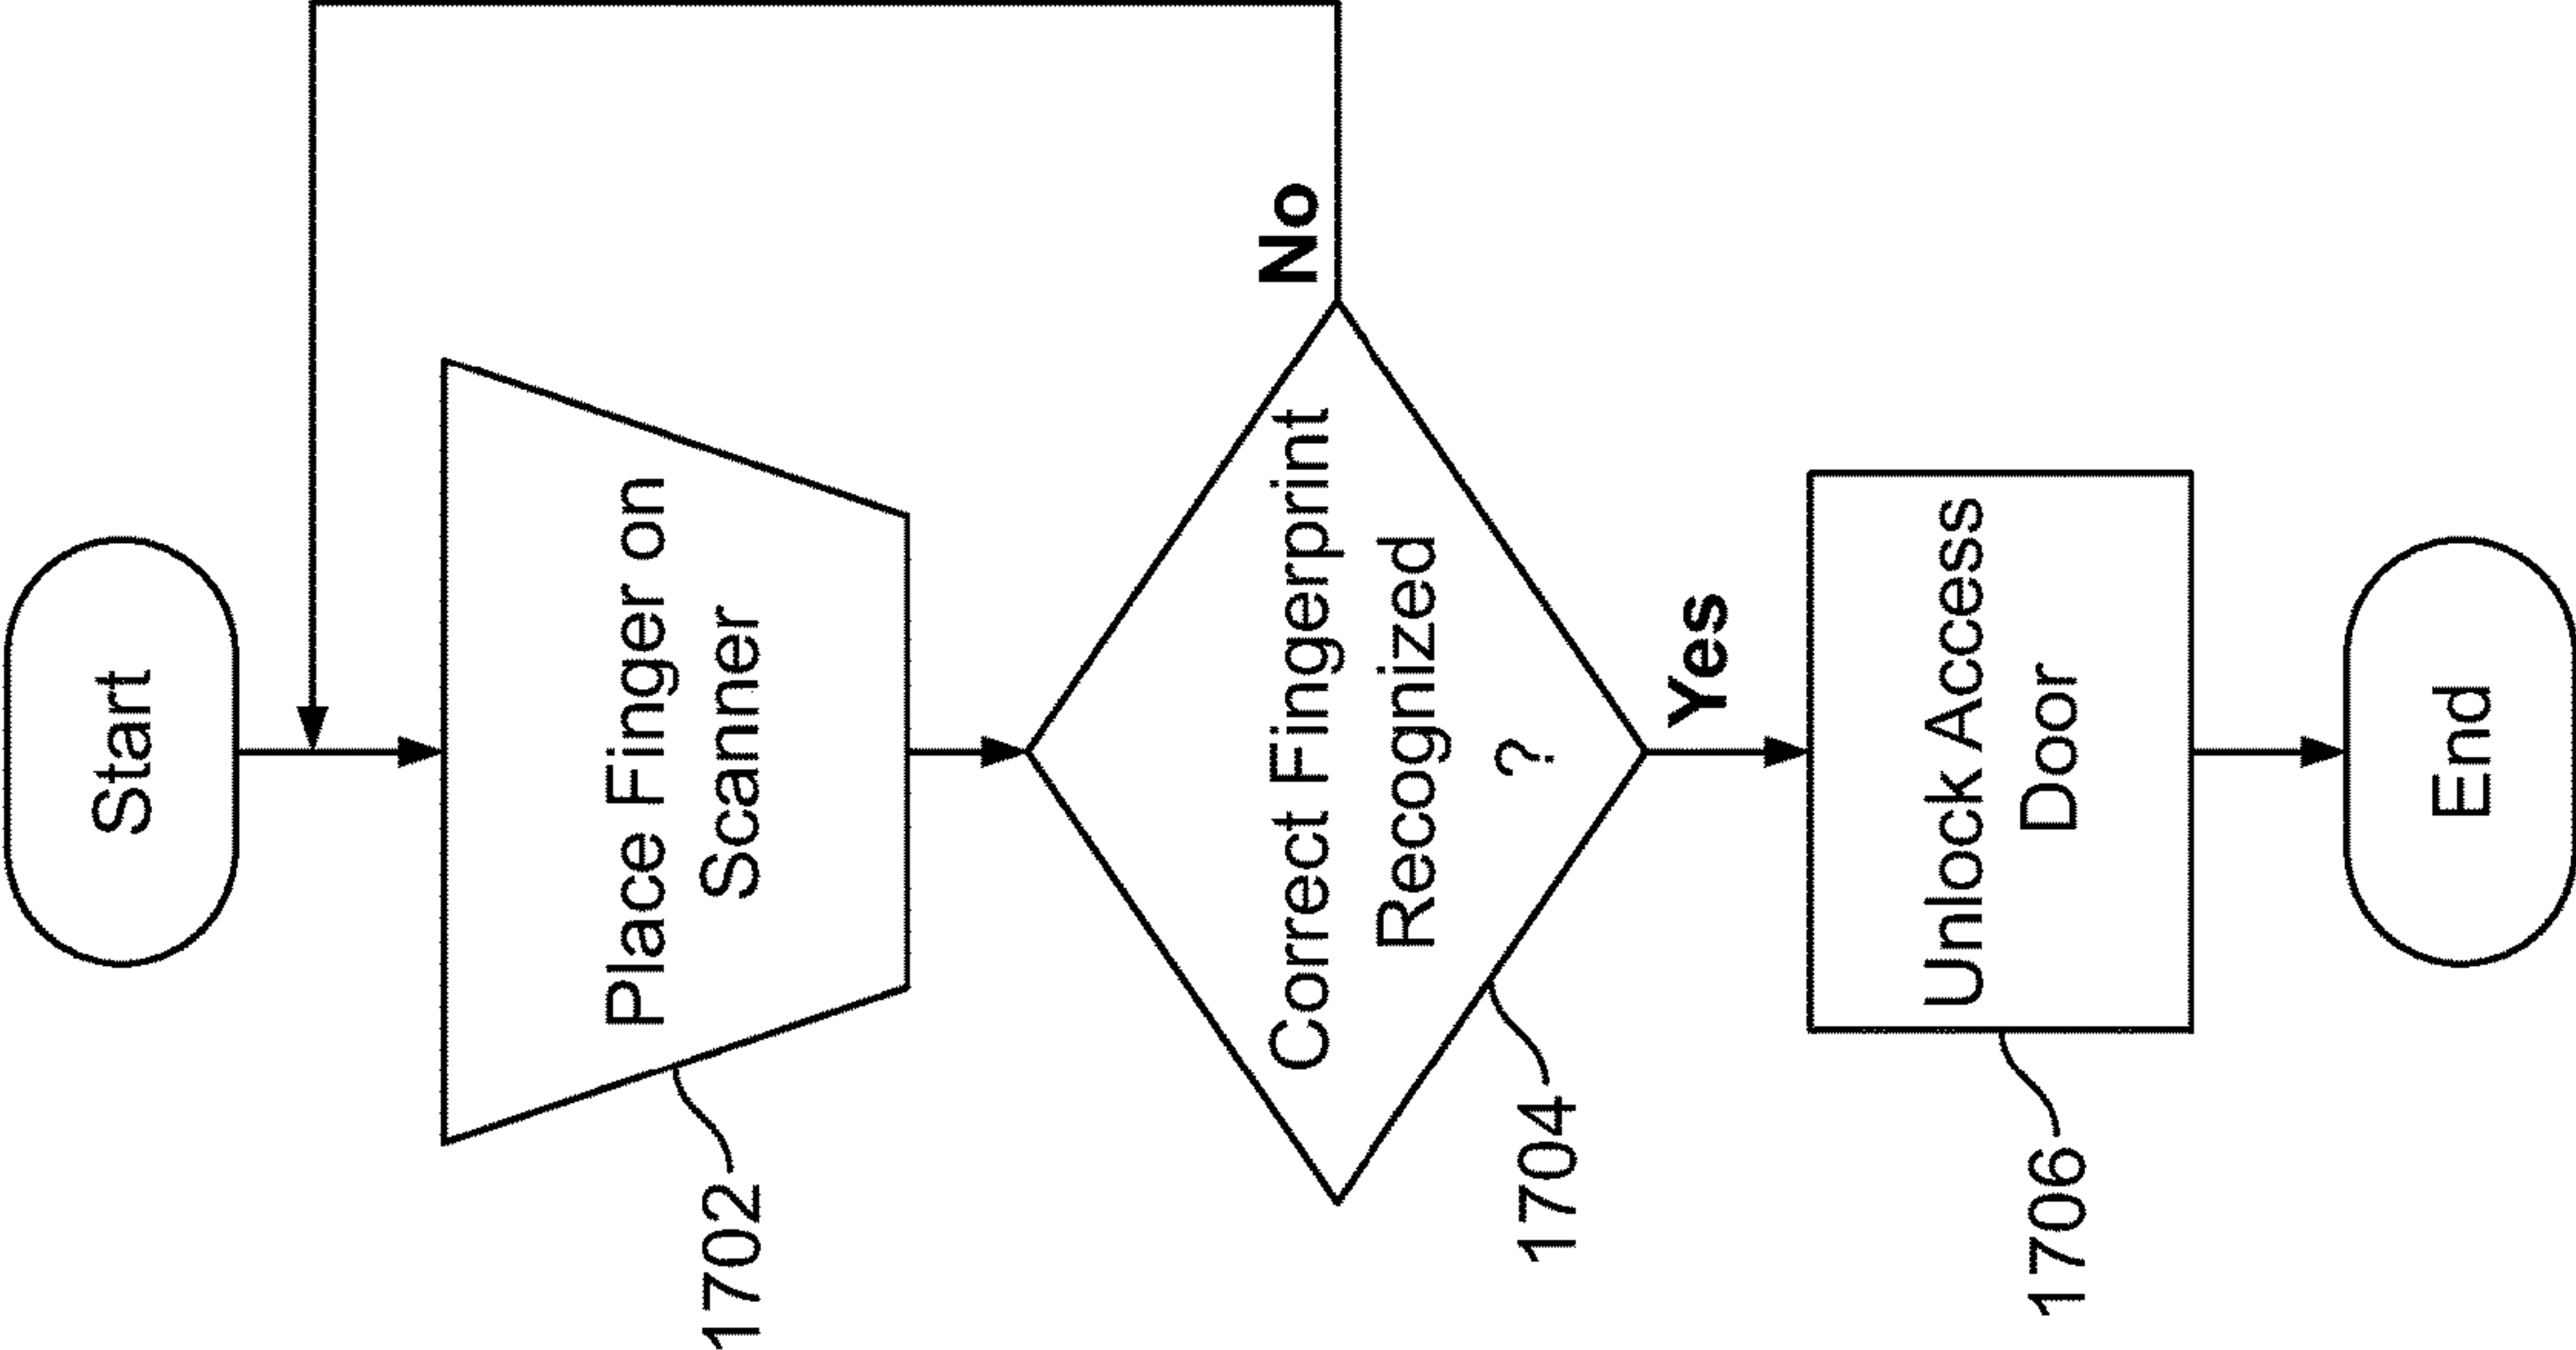 Start
Place Finger on
Scanner
1702
Correct Fingerprint
Recognized
?
No
1704
Yes
Unlock Access
Door
1706
End